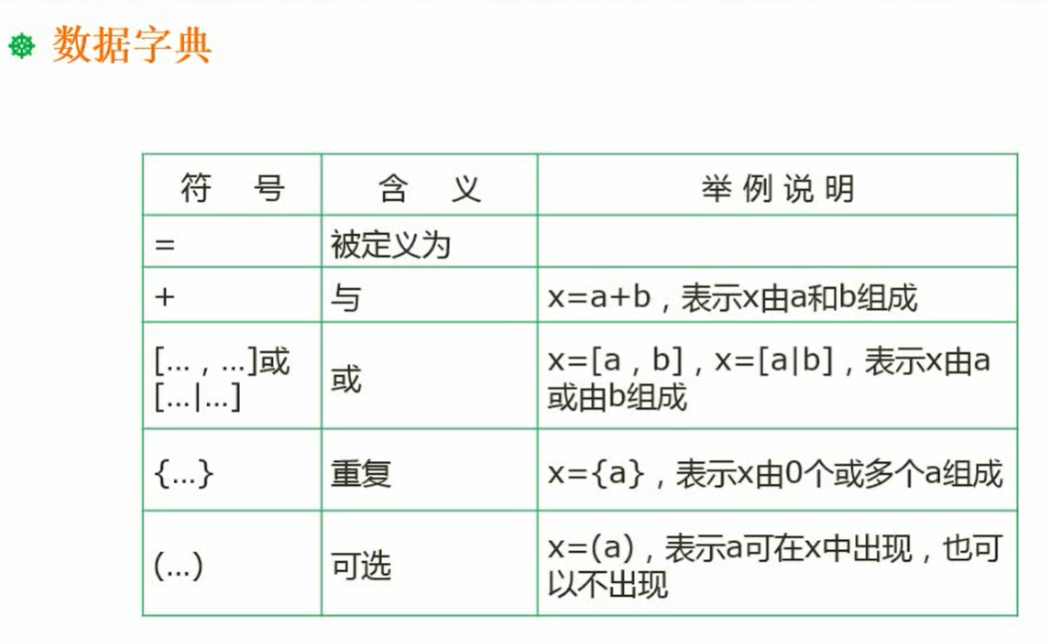 数据字典
符 号 含 义 举例说明
= 被定义为
+ 与 x=a+b，表示x由a和b组成
[…，…]或
[…|…]
或
x=[a，b]，x=[a|b]，表示x由a
或由b组成
{…} 重复 x={a}，表示x由0个或多个a组成
(…) 可选
x=(a)，表示a可在x中出现，也可
以不出现